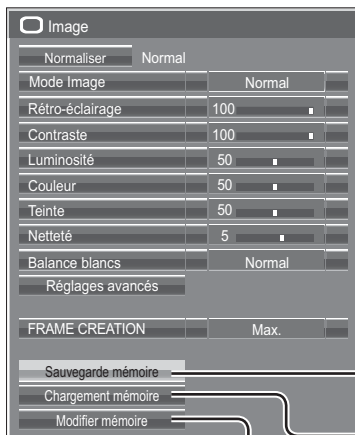 Image
Normaliser Normal
Mode Image Normal
Rétro-éclairage 100
Contraste 100
Luminosité 50
Couleur 50
Teinte 50
Netteté 5
Balance blancs Normal
Réglages avancés
FRAME CREATION Max.
Sauvegarde mémoire
Chargement mémoire
Modifier mémoire